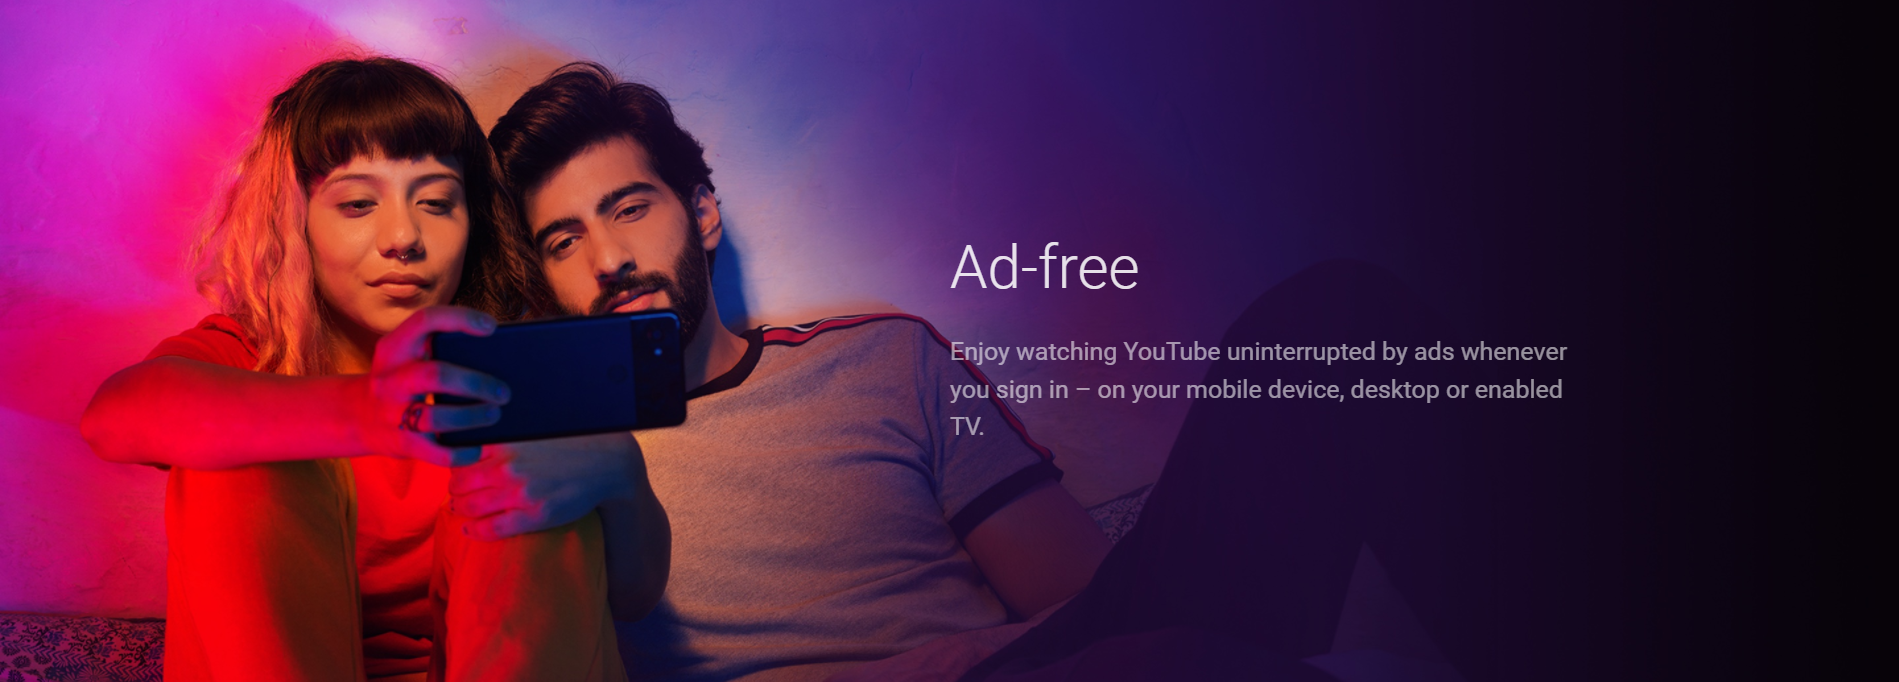 Ad-free
Enjoy watching YouTube uninterrupted by ads whenever
you sign in – on your mobile device, desktop or enabled
TV.